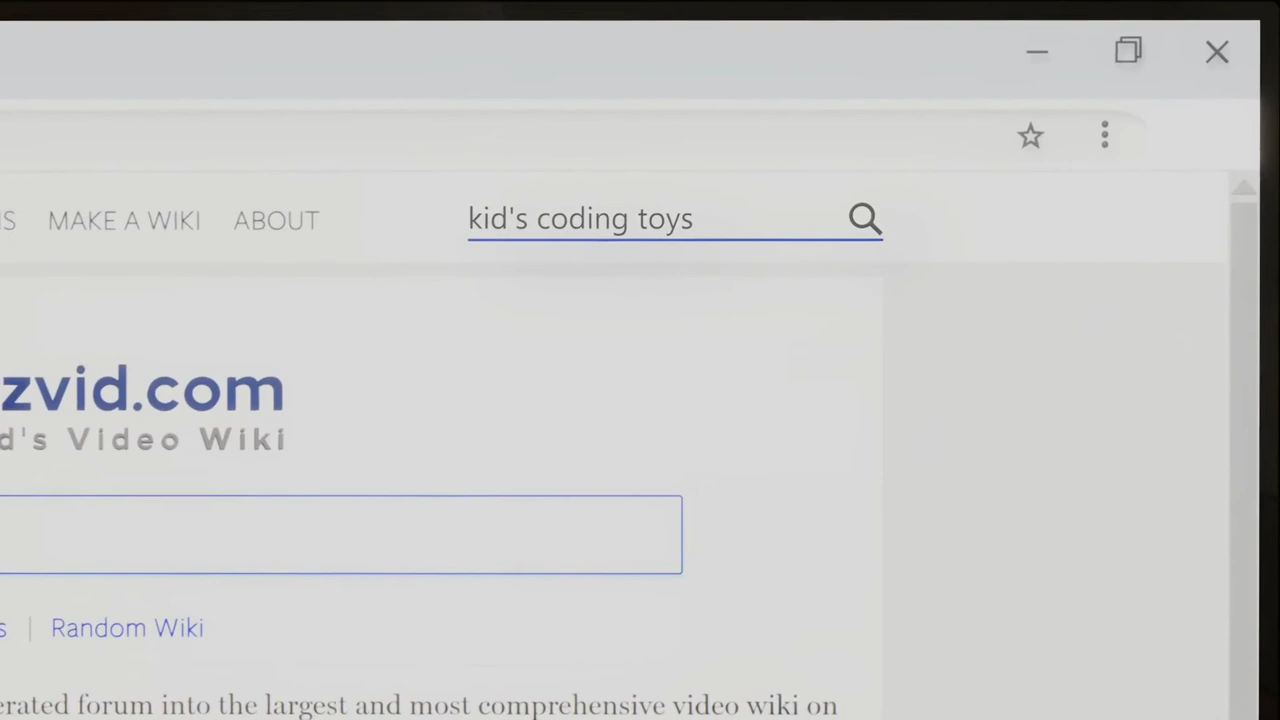 S MAKE A WIKI ABOUT kid's coding toys
zvid.com
d's Video Wiki
s | Random Wiki
erated forum into the largest and most comprehensive video wiki on